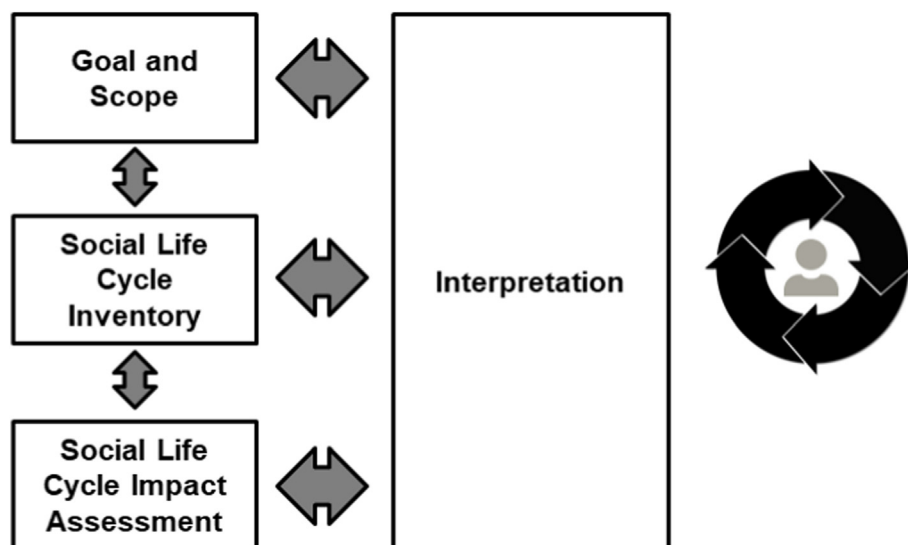 Goal and
Scope
Social Life
Cycle
Inventory
Interpretation
Social Life
Cycle Impact
Assessment